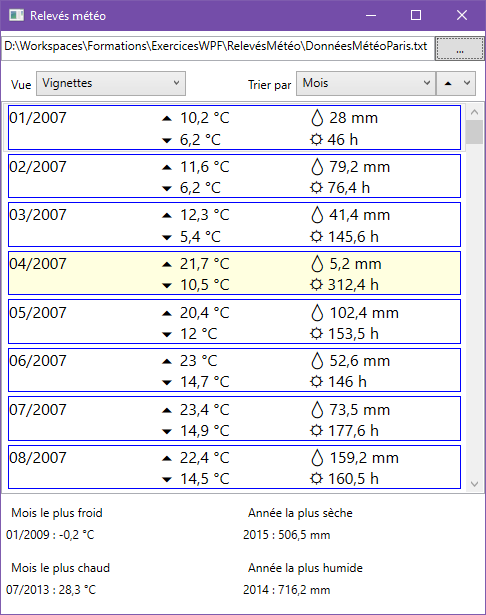 Relevés météo
D:\Workspaces\Formations\ExercicesWPF\RelevésMétéo\DonnéesMétéoParis.txt ...
Vue Vignettes Trier par Mois
01/2007 10,2 °C 28 mm
6,2 °C 46 h
02/2007 11,6 °C 79,2 mm
6,2 °C 76,4 h
03/2007 12,3 °C 41,4 mm
5,4 °C 145,6 h
04/2007 21,7 °C 5,2 mm
10,5 °C 312,4 h
05/2007 20,4 °C 102,4 mm
12 °C 153,5 h
06/2007 23 °C 52,6 mm
14,7 °C 146 h
07/2007 23,4 °C 73,5 mm
14,9 °C 177,6 h
08/2007 22,4 °C 159,2 mm
14,5 °C 160,5 h
Mois le plus froid Année la plus sèche
01/2009 : -0,2 °C 2015 : 506,5 mm
Mois le plus chaud Année la plus humide
07/2013 : 28,3 °C 2014 : 716,2 mm